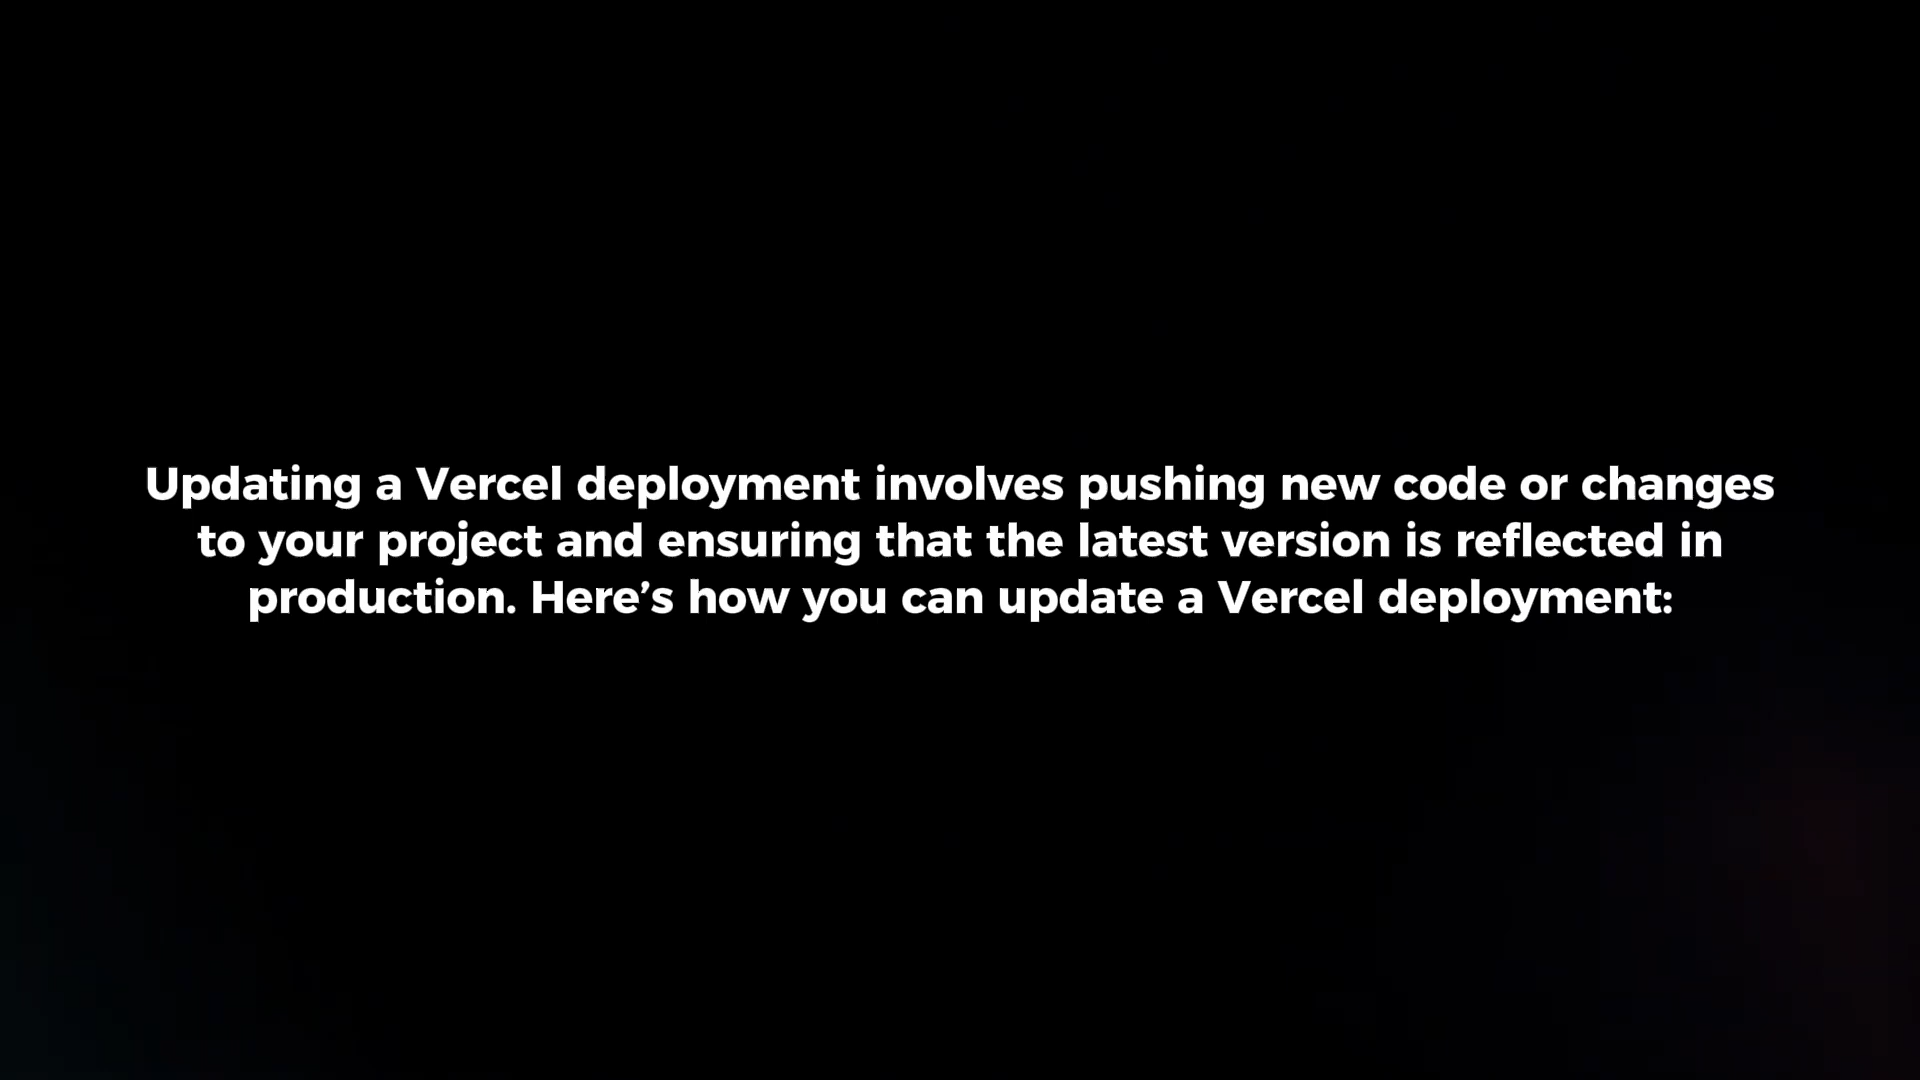 Updating a Vercel deployment involves pushing new code or changes
to your project and ensuring that the latest version is reflected in
production. Here’s how you can update a Vercel deployment: